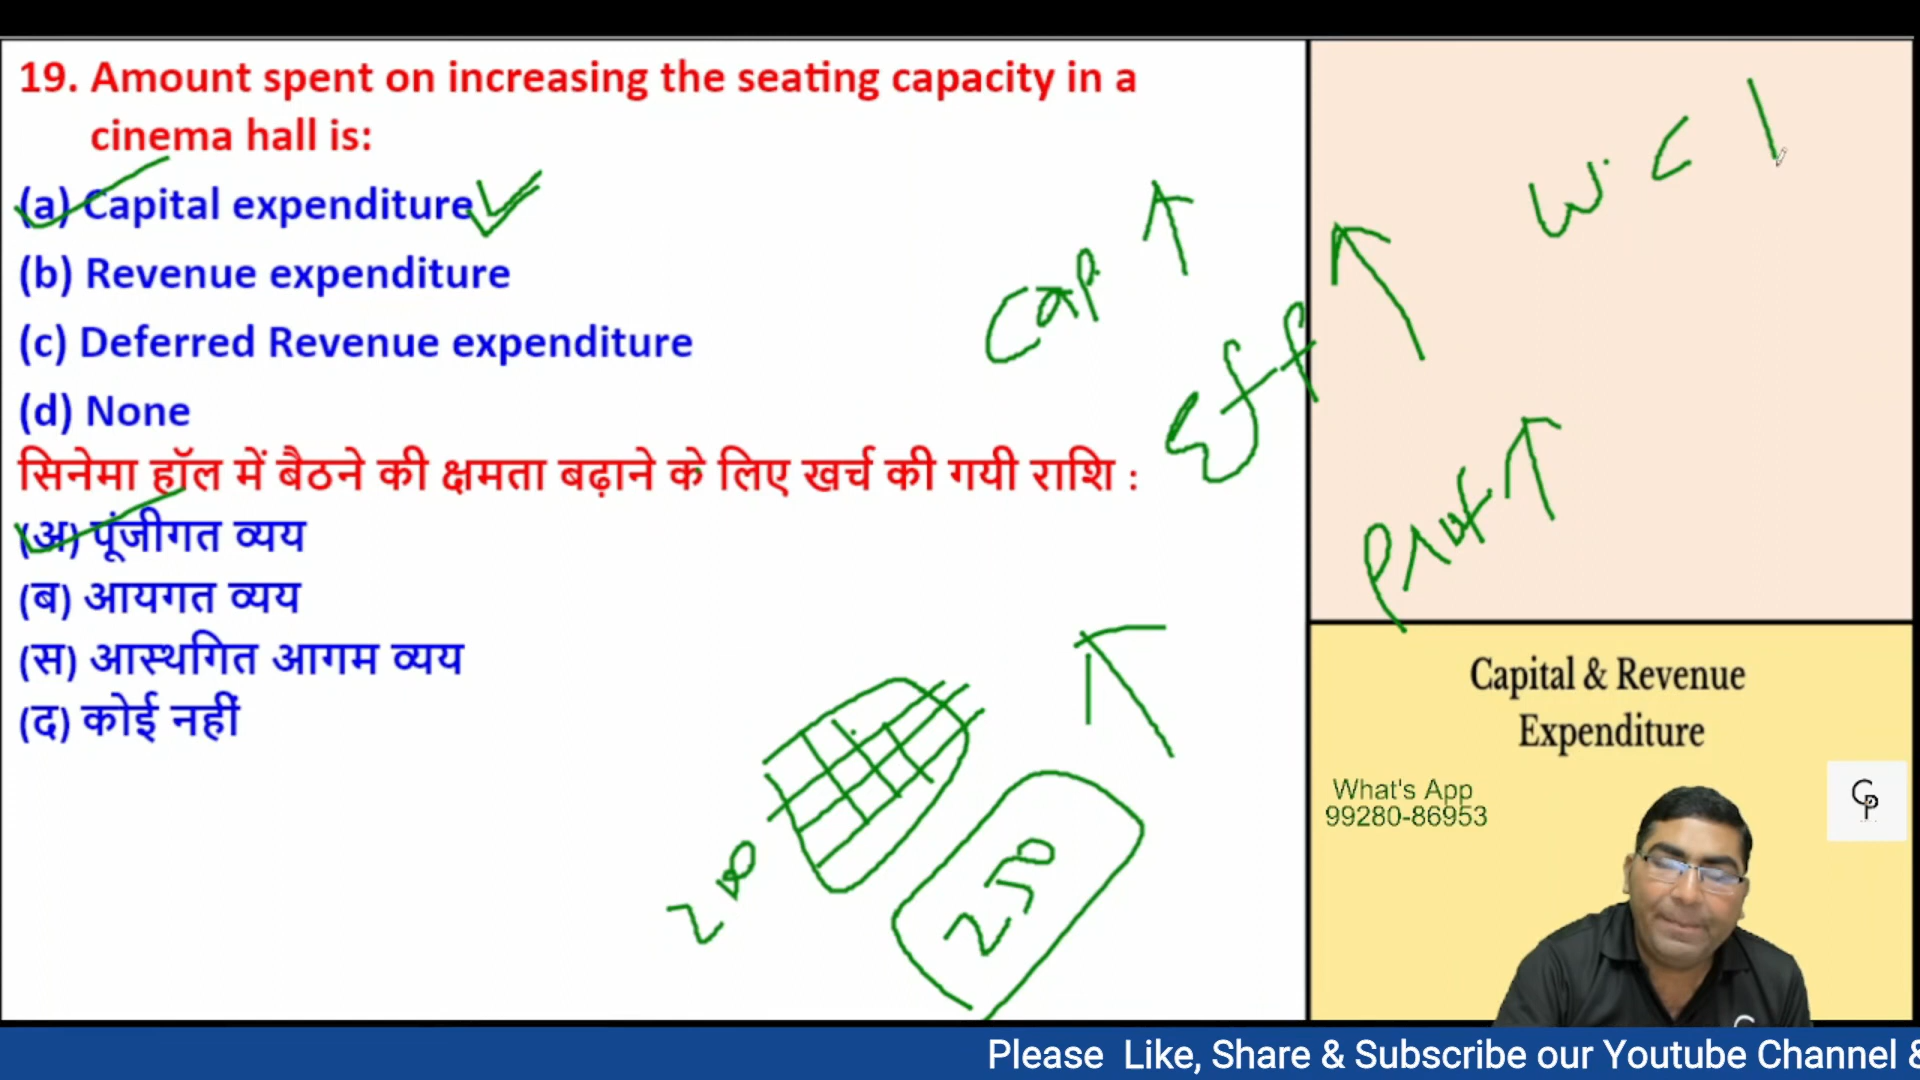 19. Amount spent on increasing the seating capacity in a
cinema hall is:
(a) Capital expenditure
(b) Revenue expenditure
(c) Deferred Revenue expenditure
(d) None
सिनेमा हॉल में बैठने की क्षमता बढ़ाने के लिए खर्च की गयी राशि :
(अ) पूंजीगत व्यय
(ब) आयगत व्यय
(स) आस्थगित आगम व्यय
(द) कोई नहीं
Cap.
Eff
W.C
Prof
200
250
Capital & Revenue
Expenditure
What's App
99280-86953
CP
Please Like, Share & Subscribe our Youtube Channel &